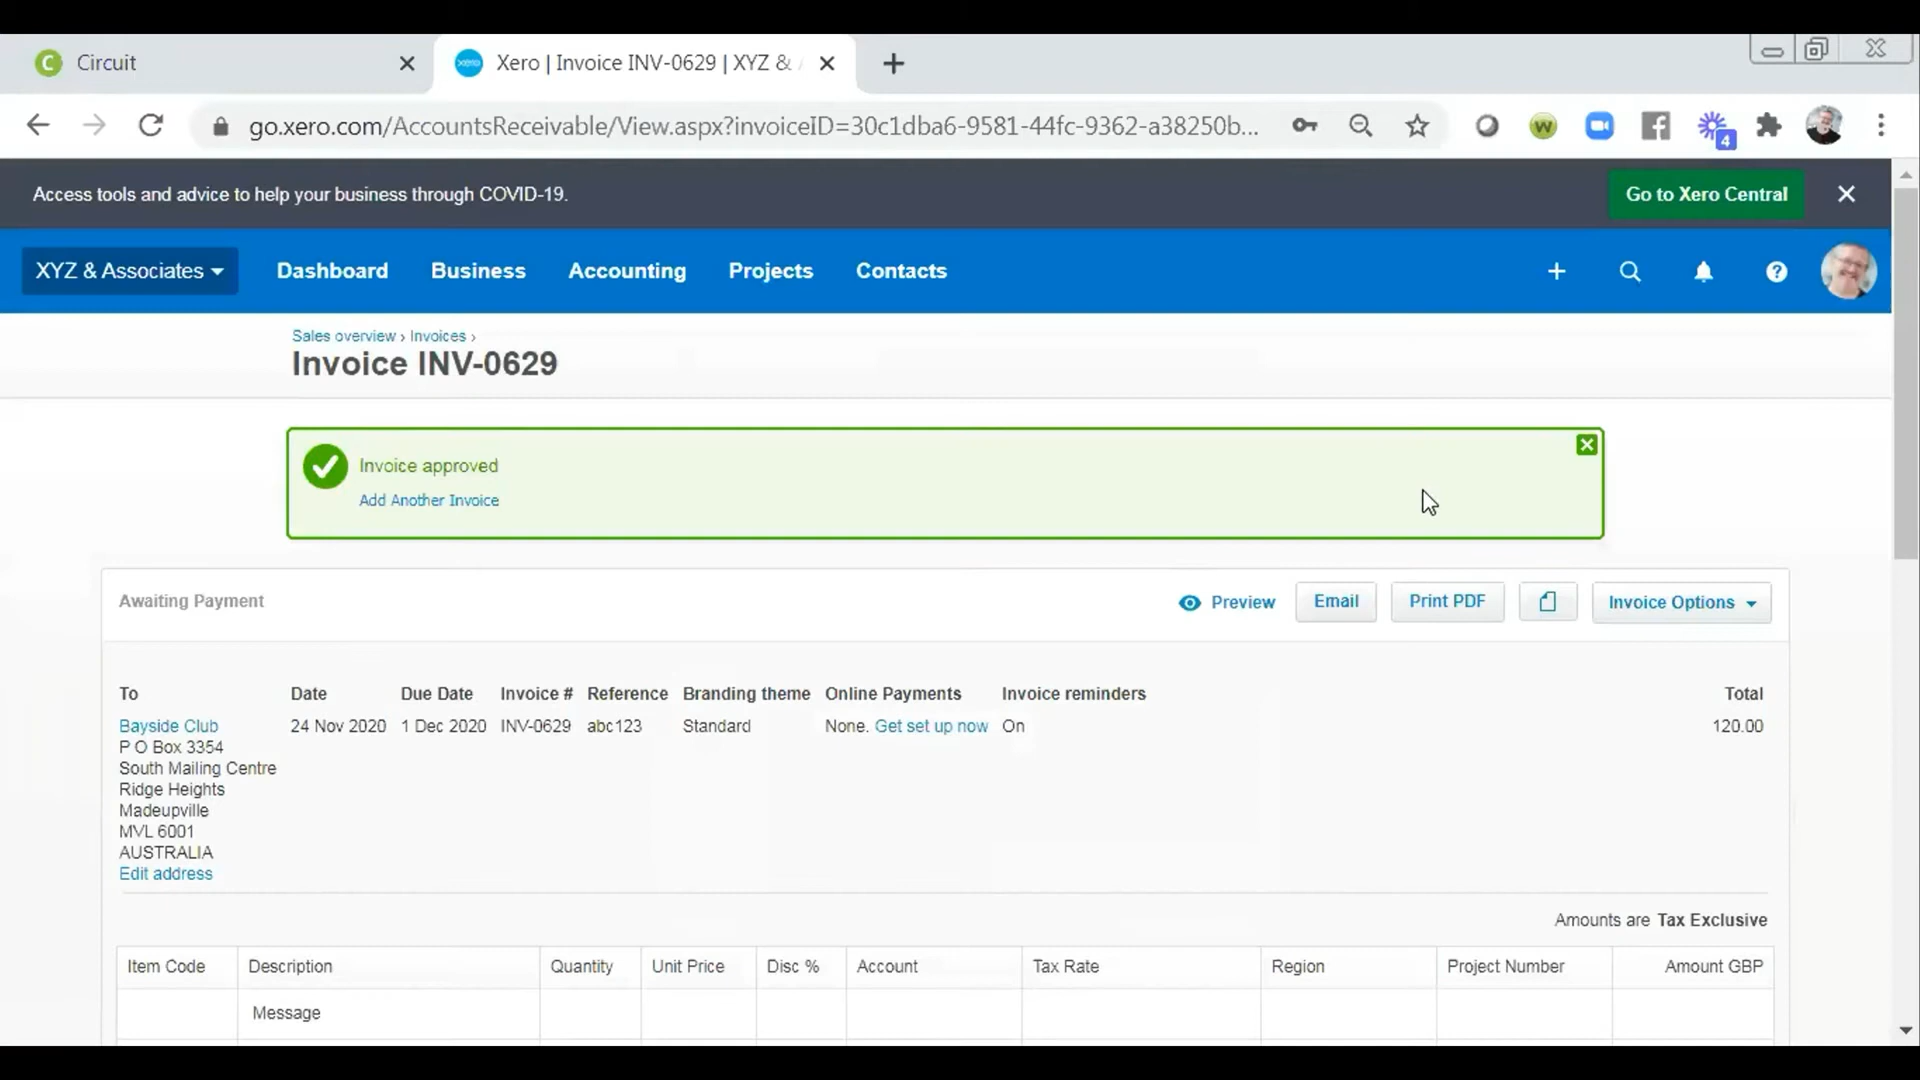 Circuit
Xero | Invoice INV-0629 | XYZ &
go.xero.com/AccountsReceivable/View.aspx?invoiceID=30c1dba6-9581-44fc-9362-a38250b...
4
Access tools and advice to help your business through COVID-19.
Go to Xero Central
XYZ & Associates
Dashboard
Business
Accounting
Projects
Contacts
Sales overview › Invoices ›
Invoice INV-0629
Invoice approved
Add Another Invoice
Awaiting Payment
Preview
Email
Print PDF
Invoice Options
To Date Due Date Invoice # Reference Branding theme Online Payments Invoice reminders Total
Bayside Club 24 Nov 2020 1 Dec 2020 INV-0629 abc123 Standard None. Get set up now On 120.00
P O Box 3354
South Mailing Centre
Ridge Heights
Madeupville
MVL 6001
AUSTRALIA
Edit address
Amounts are Tax Exclusive
Item Code Description Quantity Unit Price Disc % Account Tax Rate Region Project Number Amount GBP
Message